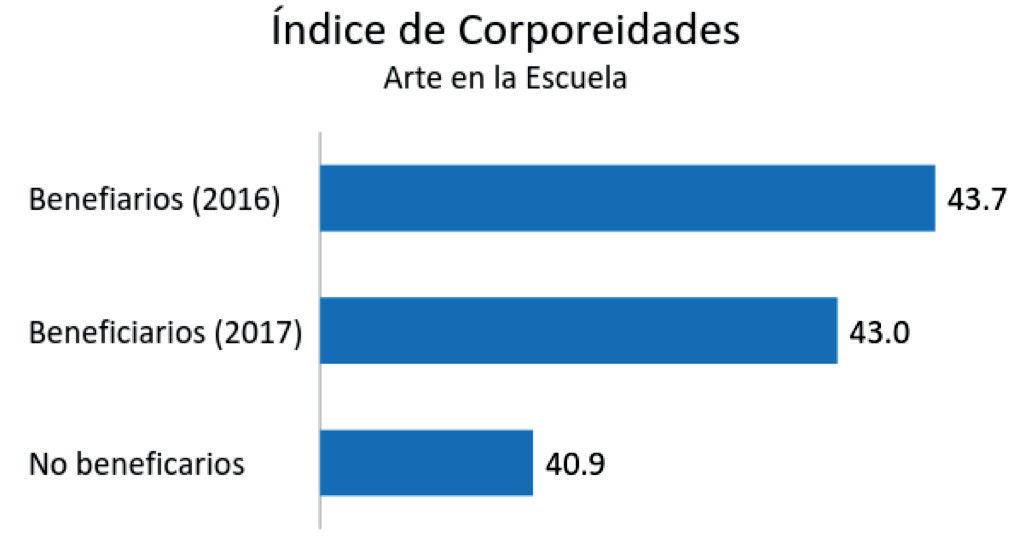 Índice de Corporeidades
Arte en la Escuela
Benefiarios (2016)
43.7
Beneficiarios (2017)
43.0
No beneficarios
40.9